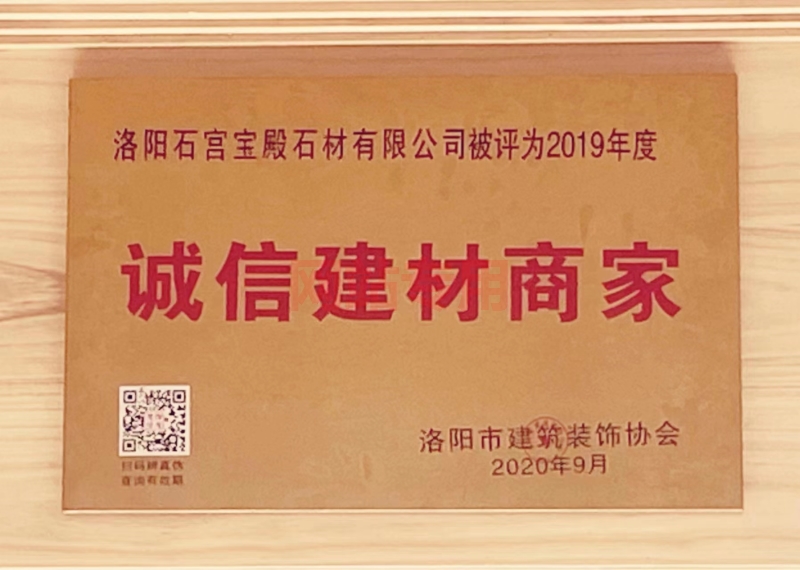 洛阳石宫宝殿石材有限公司被评为2019年度
诚信建材商家
扫码辨真伪
查询有效期
洛阳市建筑装饰协会
2020年9月